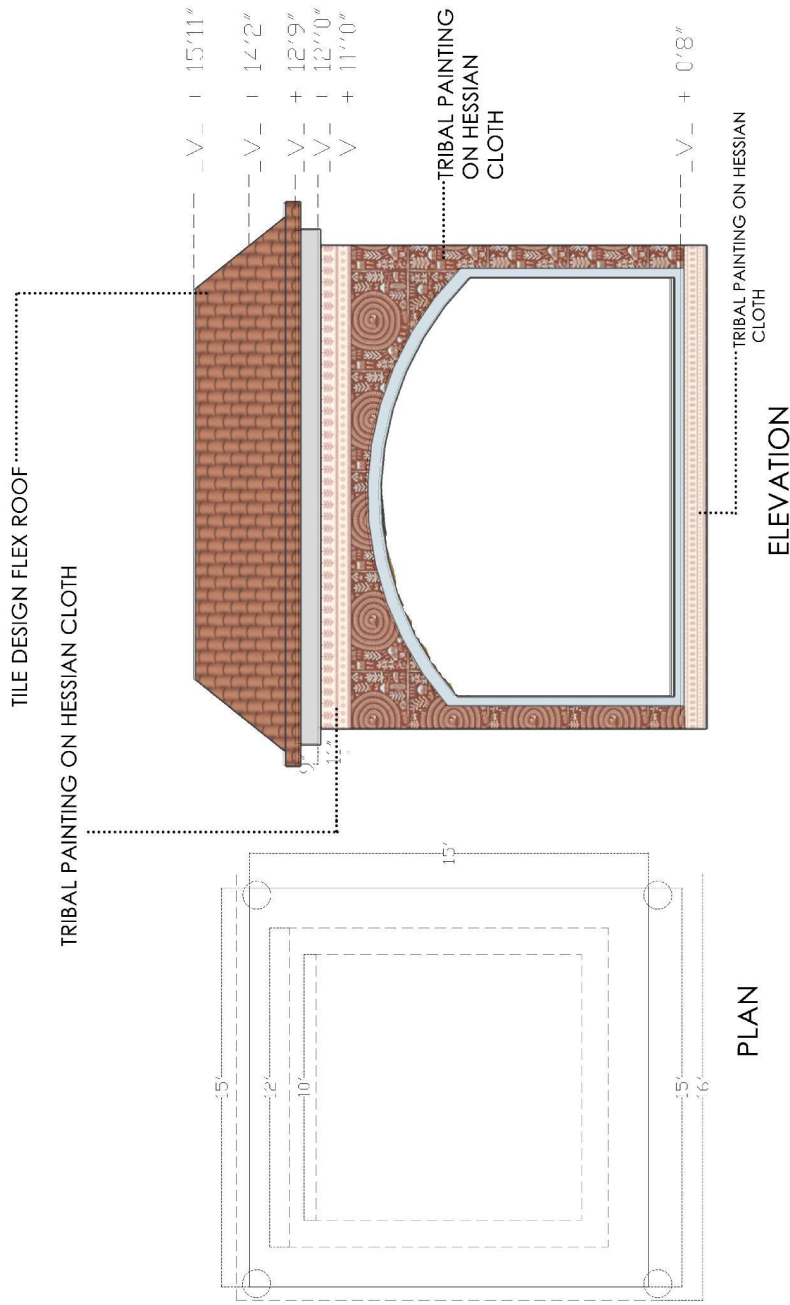 TILE DESIGN FLEX ROOF
TRIBAL PAINTING ON HESSIAN CLOTH
15'11"
14'2"
+ 12'9"
12'0"
+ 11'0
TRIBAL PAINTING
ON HESSIAN
CLOTH
+ 0'8"
TRIBAL PAINTING ON HESSIAN
CLOTH
ELEVATION
9"
15'
15'
12'
10'
15'
16'
PLAN